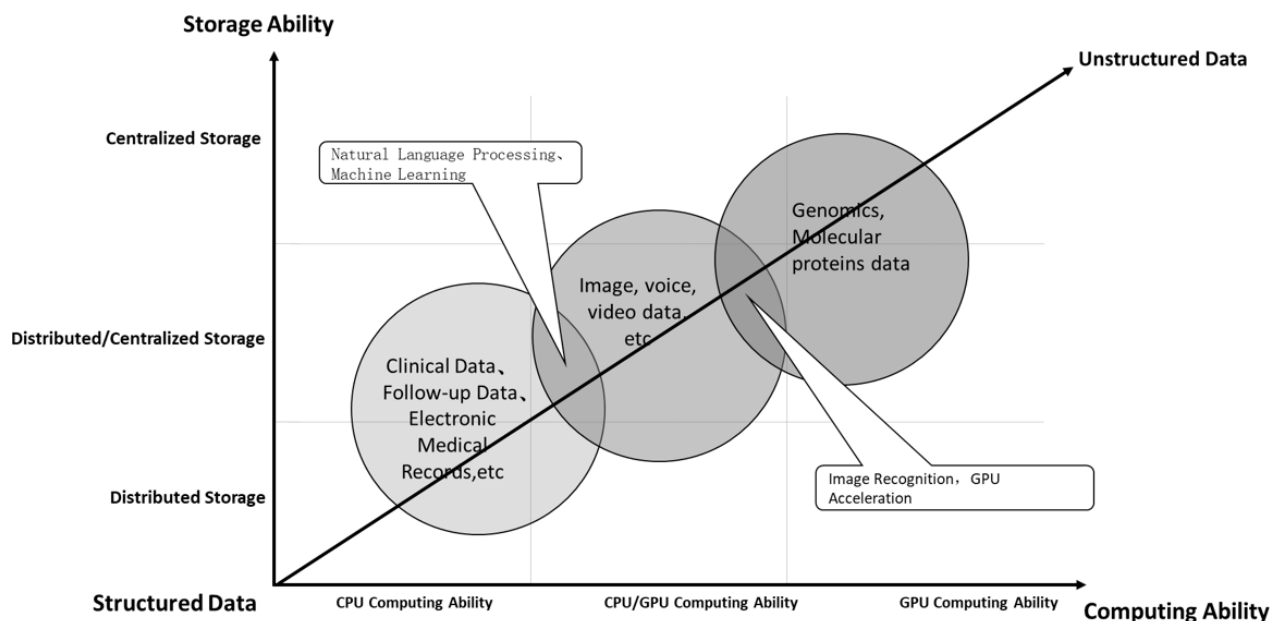 Storage Ability
Unstructured Data
Centralized Storage
Natural Language Processing、
Machine Learning
Genomics,
Molecular
proteins data
Image, voice,
video data,
etc
Distributed/Centralized Storage
Clinical Data、
Follow-up Data、
Electronic
Medical
Records,etc
Image Recognition，GPU
Acceleration
Distributed Storage
Structured Data
CPU Computing Ability
CPU/GPU Computing Ability
GPU Computing Ability
Computing Ability